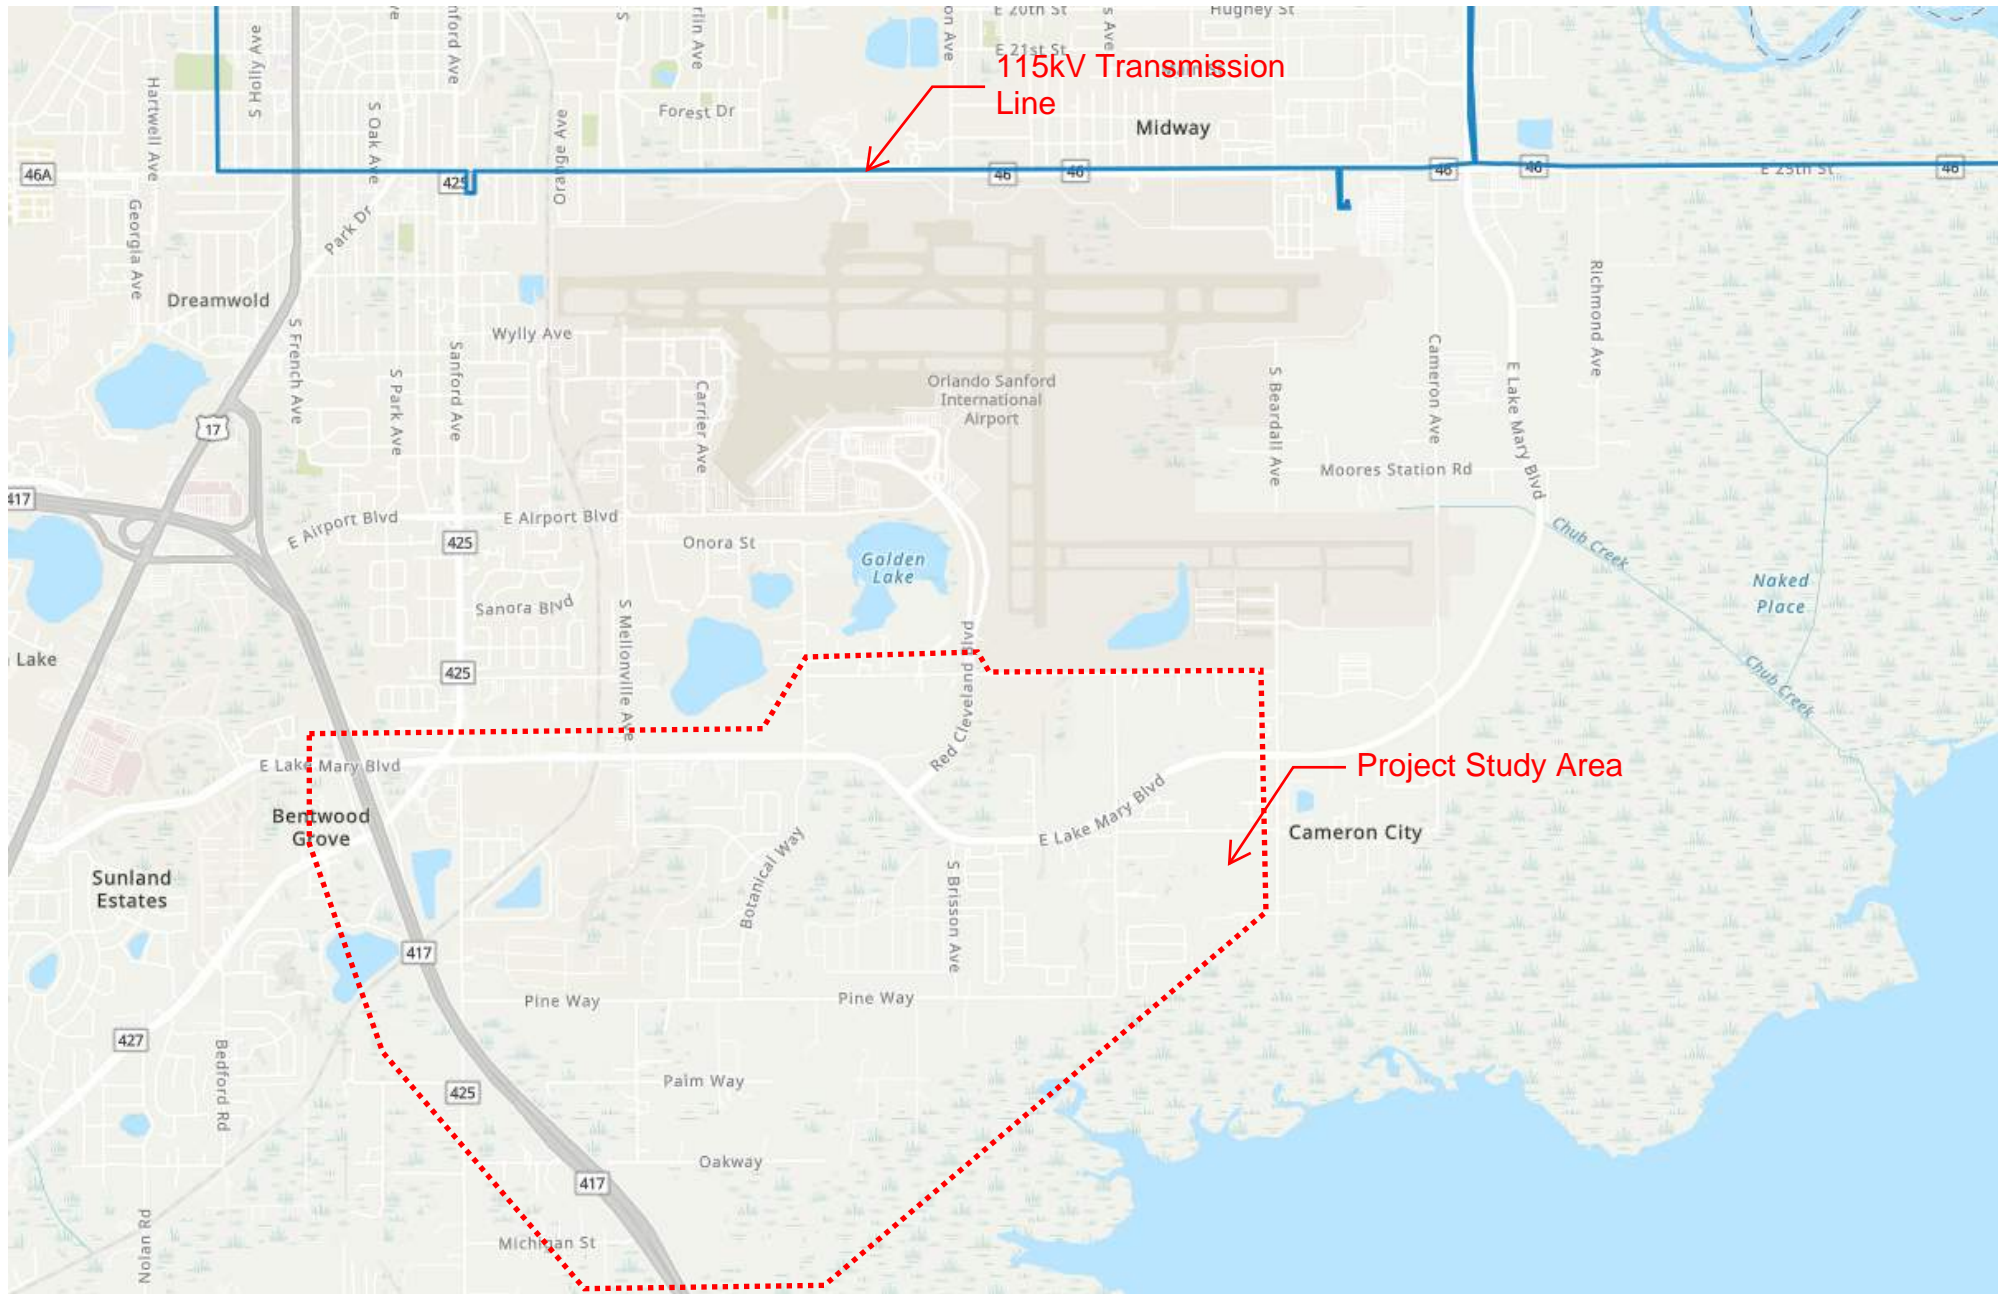 E 20th St
Hughey St
E 21st St
115kV Transmission
Line
S Holly Ave
Hartwell Ave
S Oak Ave
Orange Ave
Forest Dr
Midway
46A
425
46
46
46
46
E 25th St
46
Georgia Ave
Park Dr
Dreamwold
S French Ave
Wylly Ave
Sanford Ave
S Park Ave
Carrier Ave
Orlando Sanford
International
Airport
S Beardall Ave
Cameron Ave
E Lake Mary Blvd
Richmond Ave
17
Moores Station Rd
417
E Airport Blvd
E Airport Blvd
425
Onora St
Golden
Lake
Chub Creek
Naked
Place
Sanora Blvd
S Mellonville Ave
Red Cleveland Blvd
Lake
425
Chub Creek
E Lake Mary Blvd
Project Study Area
Bentwood
Grove
E Lake Mary Blvd
Cameron City
Sunland
Estates
Botanical Way
S Brisson Ave
417
Pine Way
Pine Way
427
Bedford Rd
425
Palm Way
Oakway
417
Nolan Rd
Michigan St